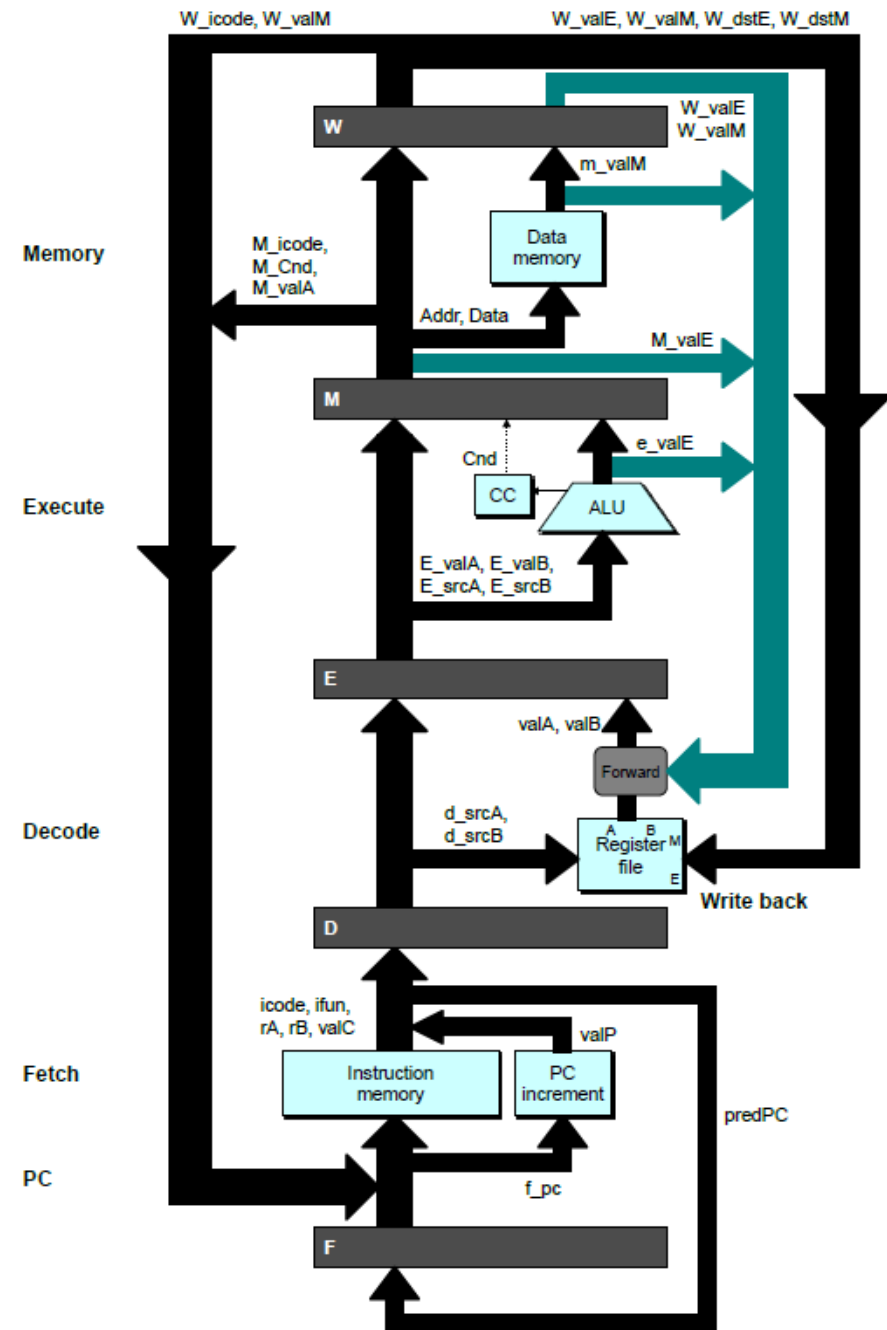 W_icode, W_valM
W_valE, W_valM, W_dstE, W_dstM
W
W_valE
W_valM
m_valM
Data
memory
Memory
M_icode,
M_Cnd,
M_valA
Addr, Data
M_valE
M
Cnd
e_valE
CC
ALU
Execute
E_valA, E_valB,
E_srcA, E_srcB
E
valA, valB
Forward
Decode
d_srcA,
d_srcB
A B
Register
M
file
E
Write back
D
icode, ifun,
rA, rB, valC
valP
Fetch
Instruction
memory
PC
increment
predPC
PC
f_pc
F